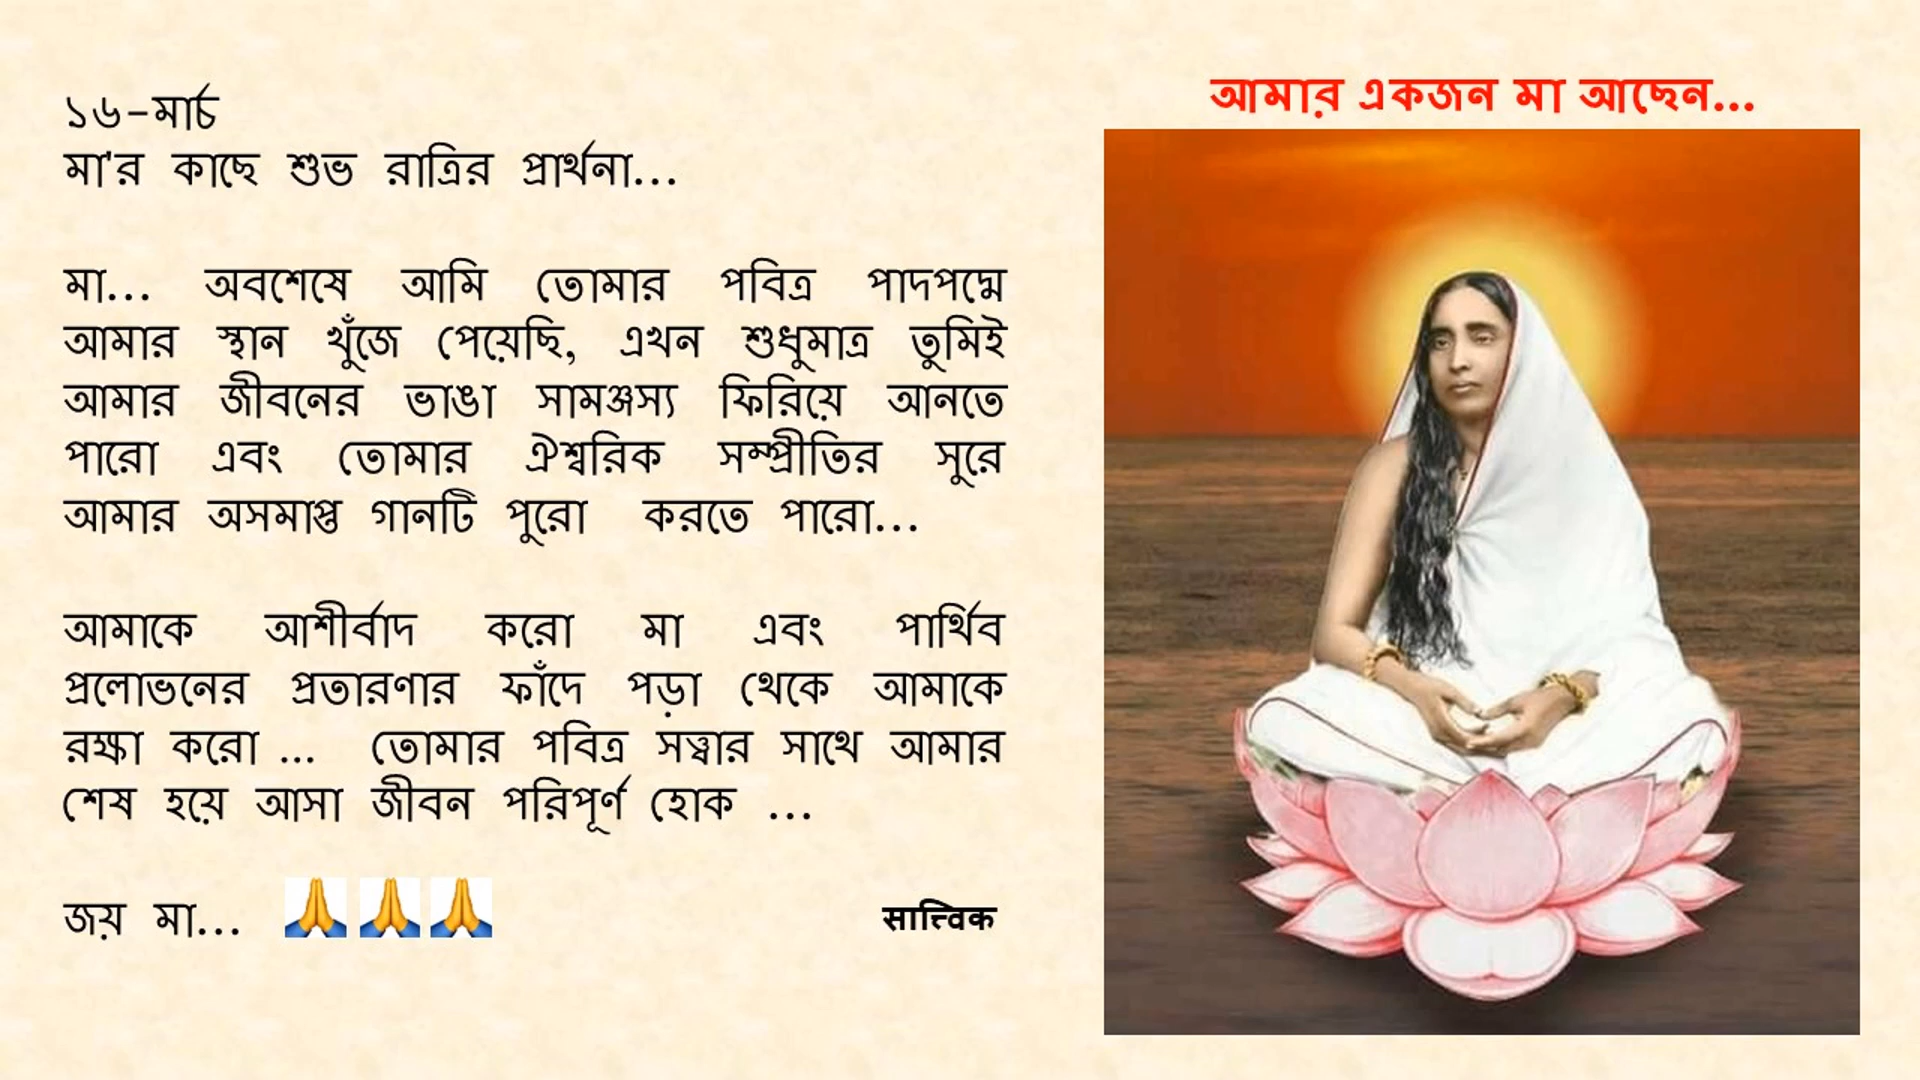 ১৬-মার্চ
মা'র কাছে শুভ রাত্রির প্রার্থনা...
মা... অবশেষে আমি তোমার পবিত্র পাদপদ্মে
আমার স্থান খুঁজে পেয়েছি, এখন শুধুমাত্র তুমিই
আমার জীবনের ভাঙা সামঞ্জস্য ফিরিয়ে আনতে
পারো এবং তোমার ঐশ্বরিক সম্প্রীতির সুরে
আমার অসমাপ্ত গানটি পুরো করতে পারো...
আমাকে আশীর্বাদ করো মা এবং পার্থিব
প্রলোভনের প্রতারণার ফাঁদে পড়া থেকে আমাকে
রক্ষা করো ... তোমার পবিত্র সত্ত্বার সাথে আমার
শেষ হয়ে আসা জীবন পরিপূর্ণ হোক ...
জয় মা... 🙏🙏🙏
सात्त्विक
আমার একজন মা আছেন...